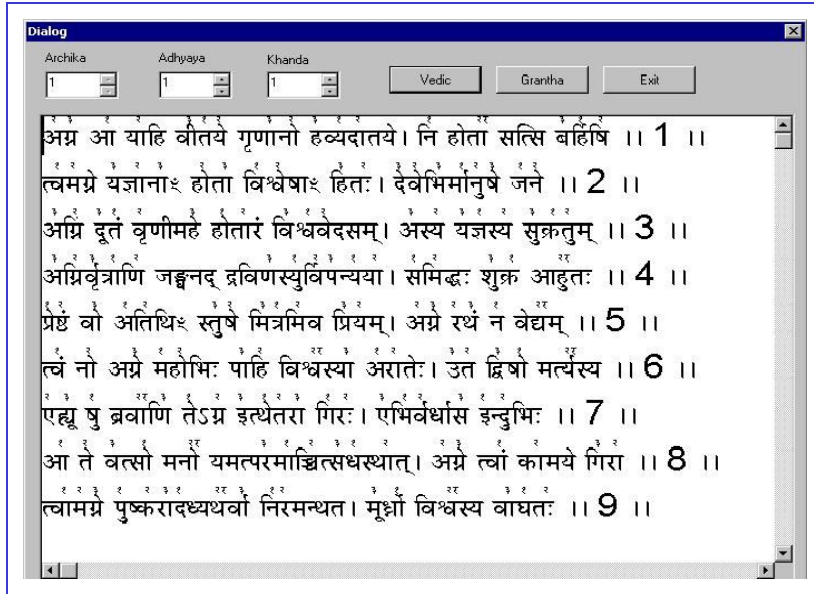 Dialog
Archika Adhyaya Khanda
1 1 1 Vedic Grantha Exit
अग्न आ याहि वीतये गृणानो हव्यदातये। नि होता सत्सि बर्हिषि ।। 1 ।।
त्वमग्ने यज्ञानाꣳ होता विश्वेषाꣳ हितः। देवेभिर्मानुषे जने ।। 2 ।।
अग्निं दूतं वृणीमहे होतारं विश्ववेदसम्। अस्य यज्ञस्य सुक्रतुम् ।। 3 ।।
अग्निर्वृत्राणि जङ्घनद् द्रविणस्युर्विपन्यया। समिद्धः शुक्र आहुतः ।। 4 ।।
प्रेष्ठं वो अतिथिꣳ स्तुषे मित्रमिव प्रियम्। अग्ने रथं न वेद्यम् ।। 5 ।।
त्वं नो अग्ने महोभिः पाहि विश्वस्या अरातेः। उत द्विषो मर्त्यस्य ।। 6 ।।
एह्यू षु ब्रवाणि तेऽग्न इत्थेतरा गिरः। एभिर्वर्धास इन्दुभिः ।। 7 ।।
आ ते वत्सो मनो यमत्परमाच्चित्सधस्थात्। अग्ने त्वां कामये गिरा ।। 8 ।।
त्वामग्ने पुष्करादध्यथर्वा निरमन्थत। मूर्ध्नो विश्वस्य वाघतः ।। 9 ।।